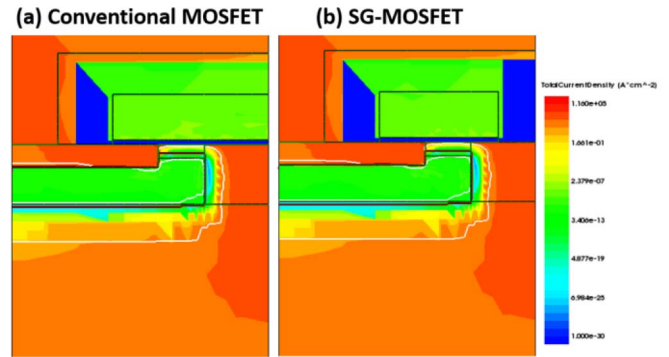 (a) Conventional MOSFET (b) SG-MOSFET
TotalCurrentDensity (A*cm^-2)
1.160e+05
1.661e-01
2.379e-07
3.406e-13
4.877e-19
6.984e-25
1.000e-30